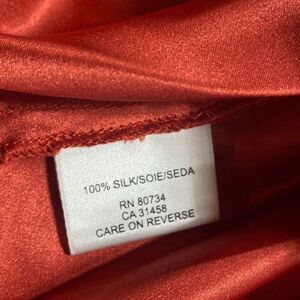 100% SILK/SOIE/SEDA
RN 80734
CA 31458
CARE ON REVERSE